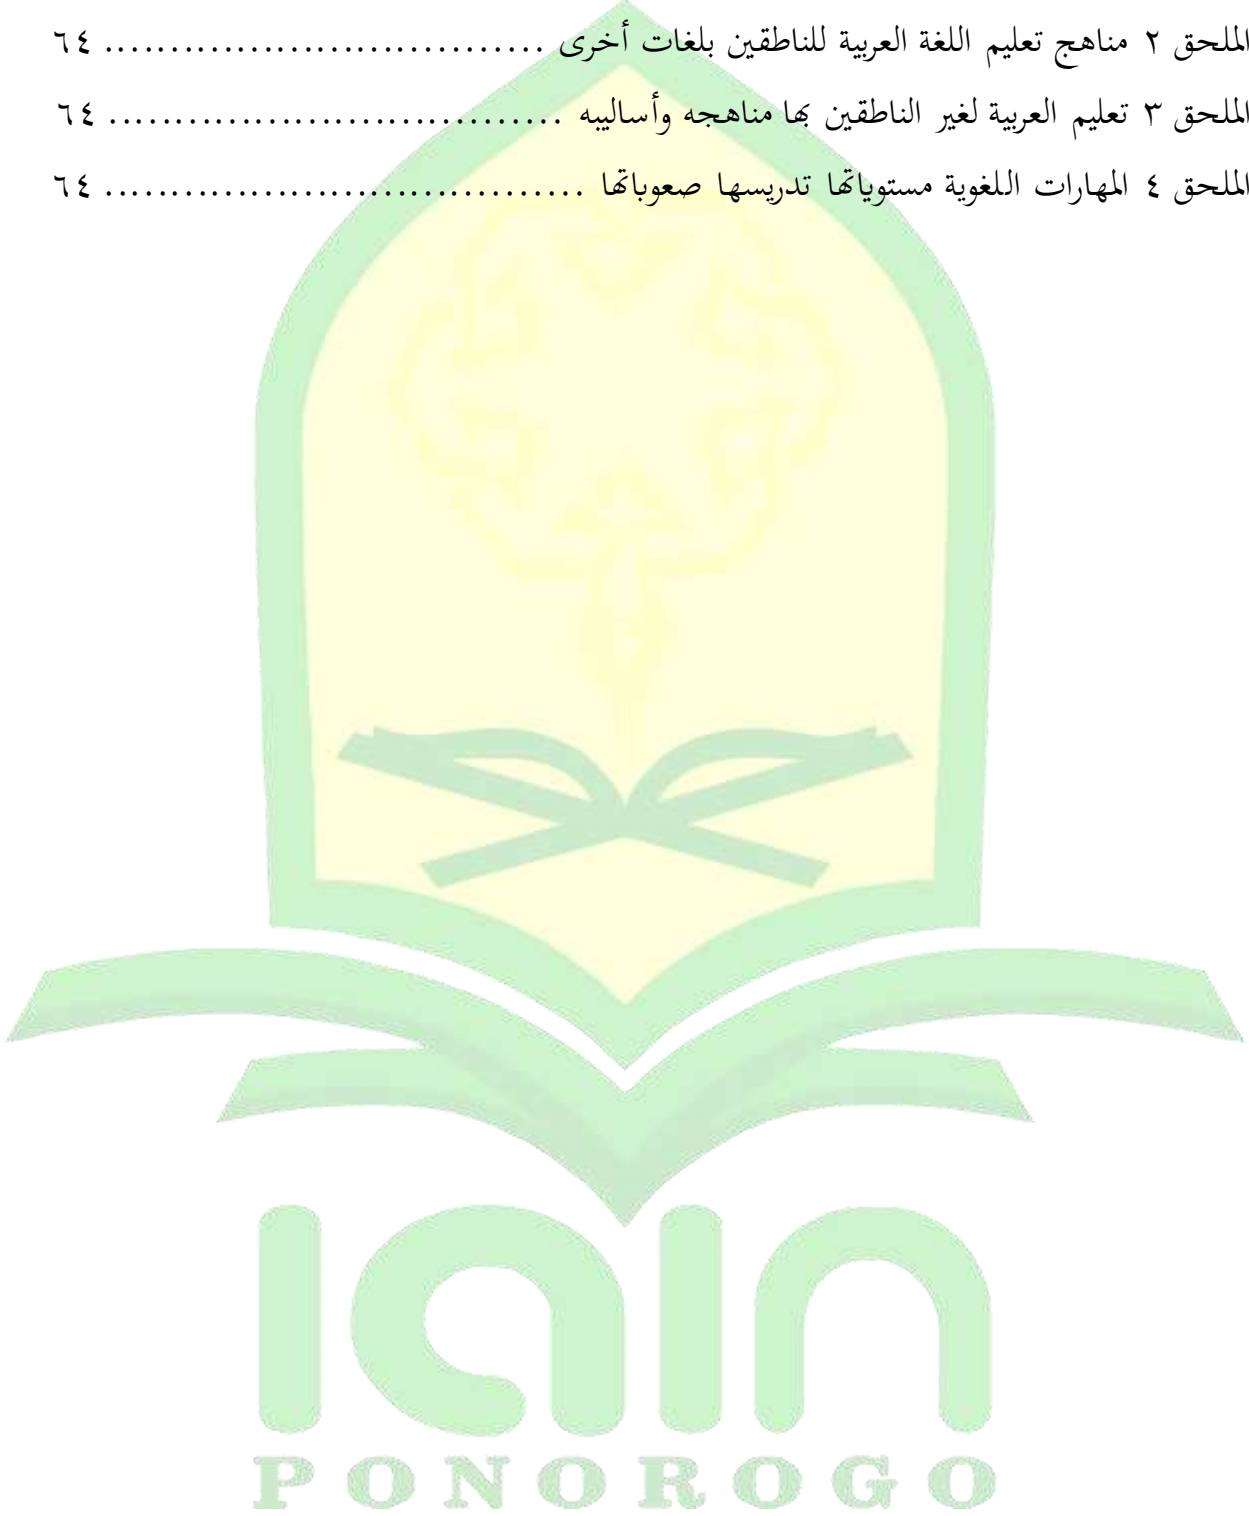 الملحق ٢ مناهج تعليم اللغة العربية للناطقين بلغات أخرى .................................. ٦٤
الملحق ٣ تعليم العربية لغير الناطقين بها مناهجه وأساليبه .................................. ٦٤
الملحق ٤ المهارات اللغوية مستوياتها تدريسها صعوباتها .................................... ٦٤
iain
PONOROGO